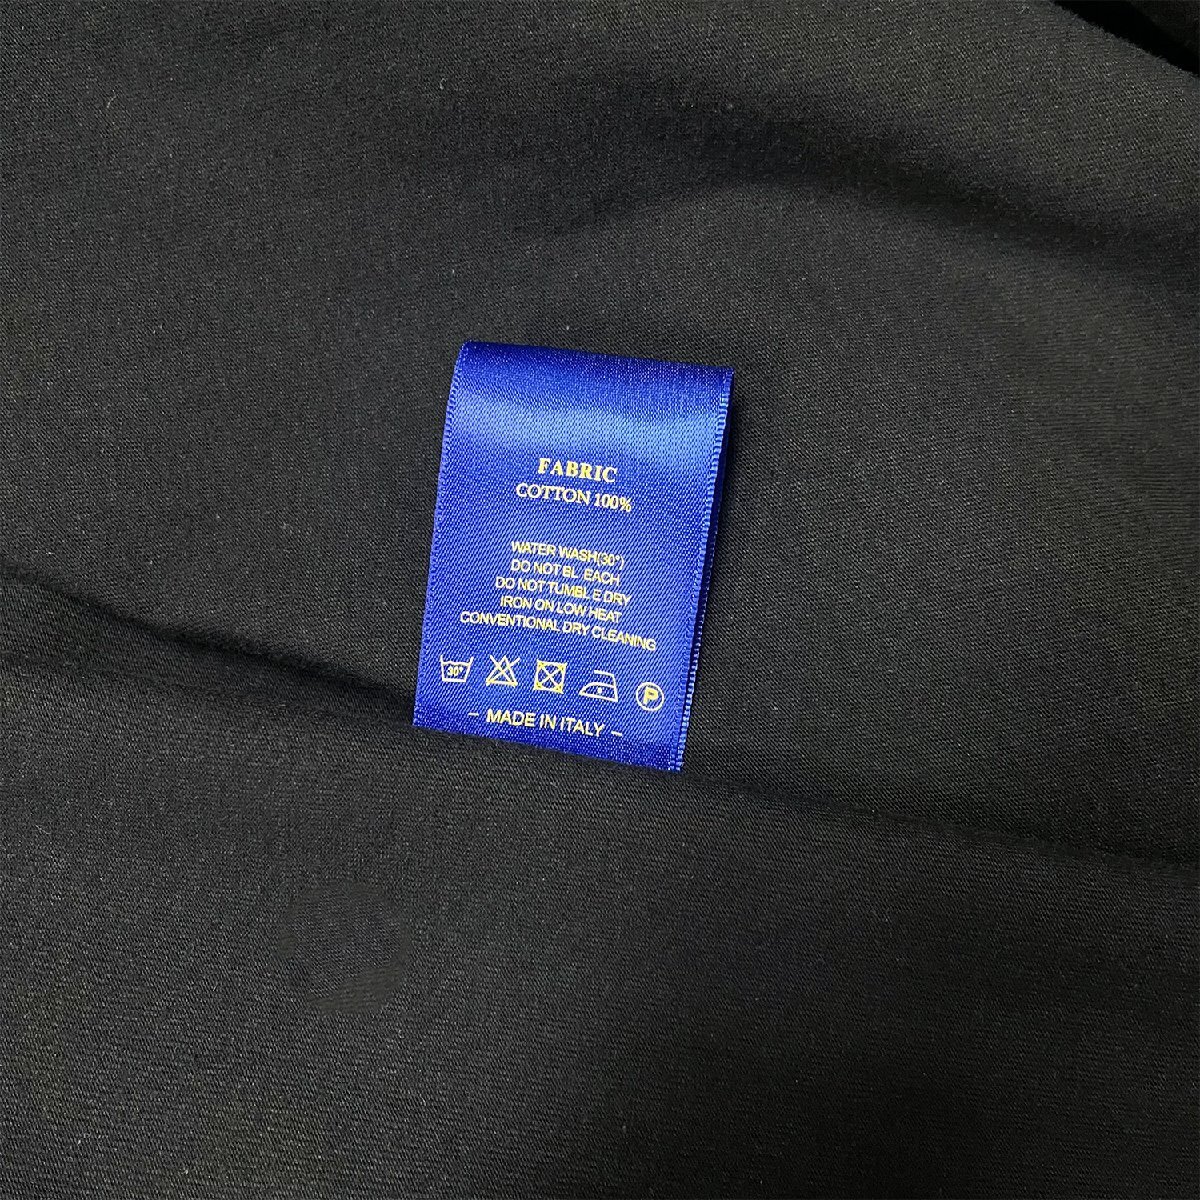 FABRIC
COTTON 100%
WATER WASH(30°)
DO NOT BL EACH
DO NOT TUMBL E DRY
IRON ON LOW HEAT
CONVENTIONAL DRY CLEANING
30° P
– MADE IN ITALY –